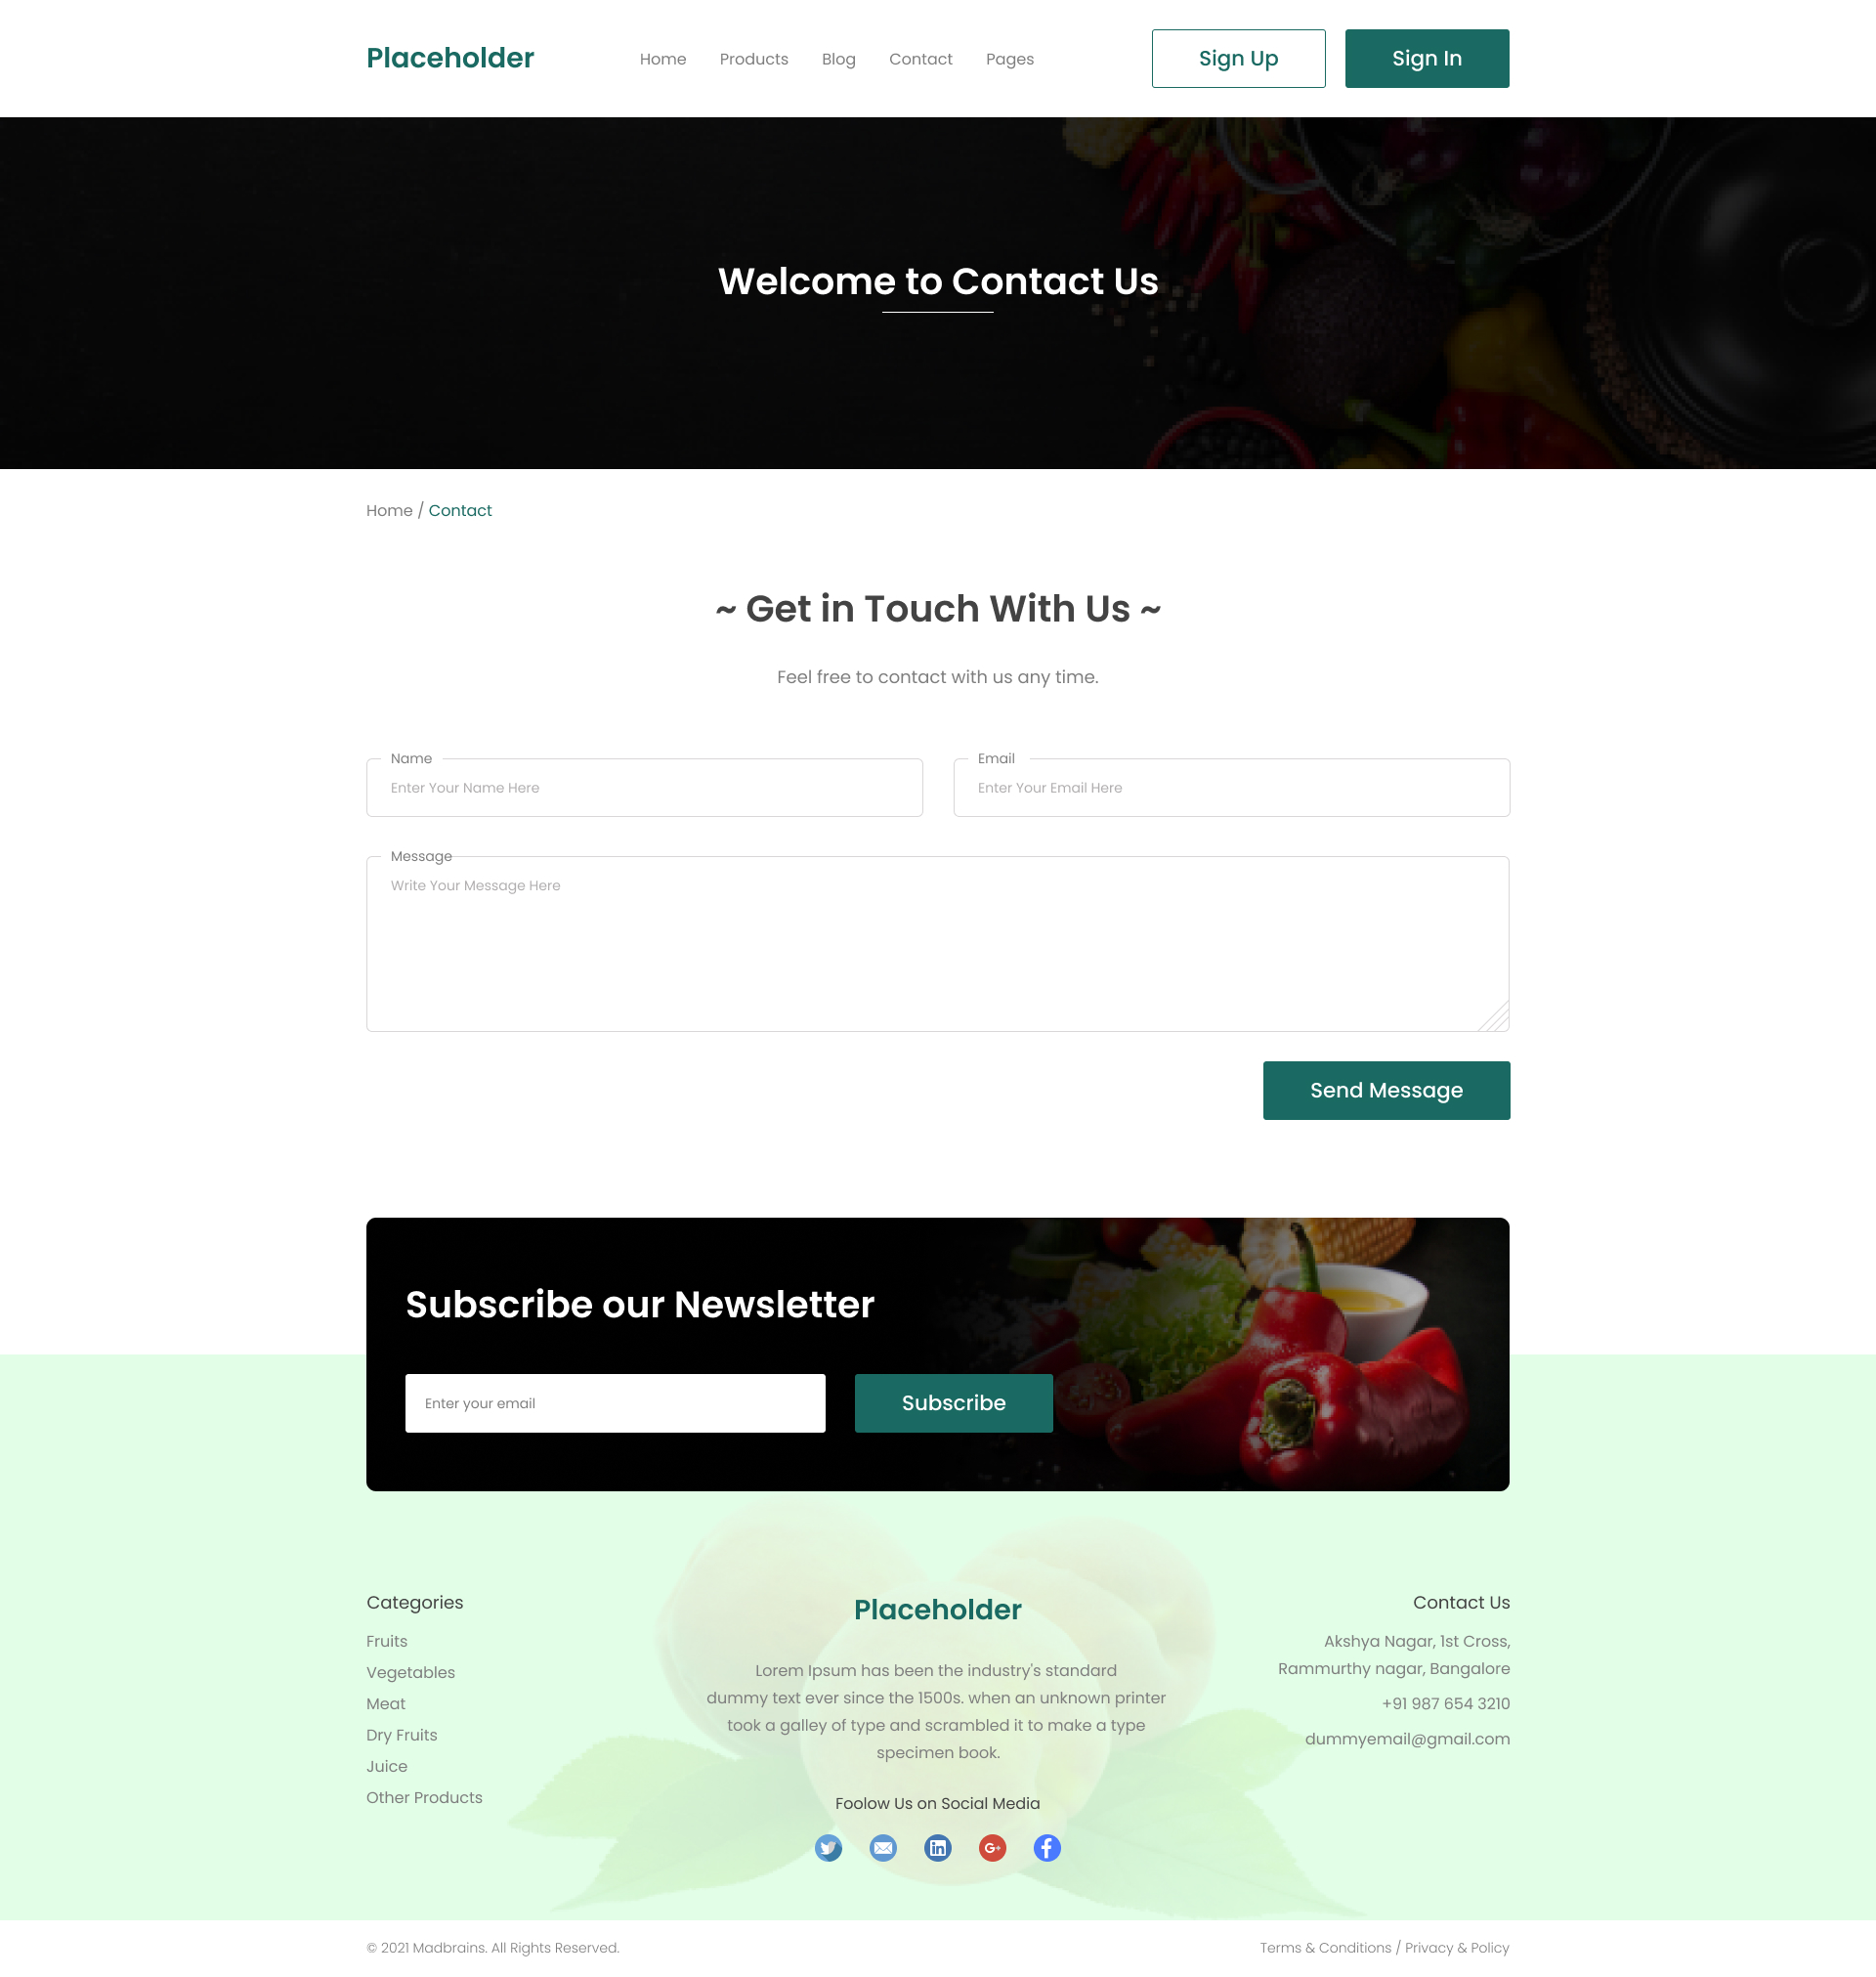 Placeholder
Home
Products
Blog
Contact
Pages
Sign Up
Sign In
Welcome to Contact Us
Home / Contact
~ Get in Touch With Us ~
Feel free to contact with us any time.
Name
Enter Your Name Here
Email
Enter Your Email Here
Message
Write Your Message Here
Send Message
Subscribe our Newsletter
Enter your email
Subscribe
Categories
Fruits
Vegetables
Meat
Dry Fruits
Juice
Other Products
Placeholder
Lorem Ipsum has been the industry's standard
dummy text ever since the 1500s. when an unknown printer
took a galley of type and scrambled it to make a type
specimen book.
Foolow Us on Social Media
in
G+
f
Contact Us
Akshya Nagar, 1st Cross,
Rammurthy nagar, Bangalore
+91 987 654 3210
dummyemail@gmail.com
© 2021 Madbrains. All Rights Reserved.
Terms & Conditions / Privacy & Policy